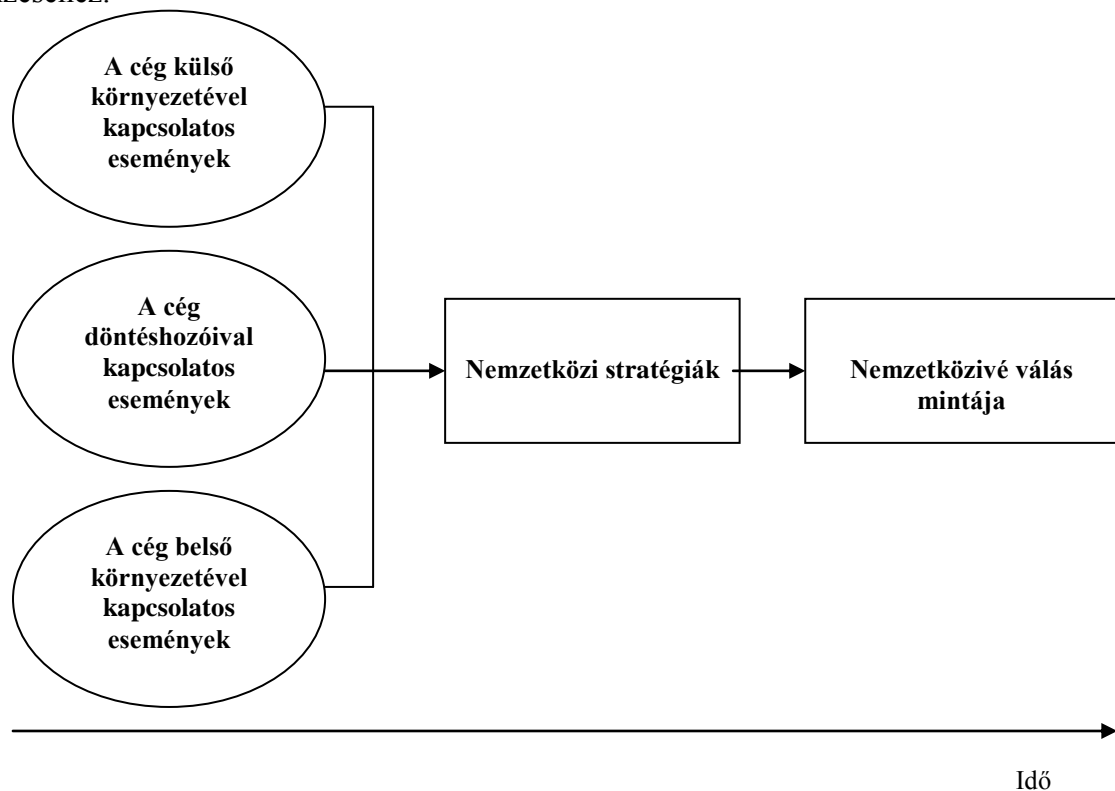 A cég külső
környezetével
kapcsolatos
események
A cég
döntéshozóival
kapcsolatos
események
Nemzetközi stratégiák
Nemzetközivé válás
mintája
A cég belső
környezetével
kapcsolatos
események
Idő